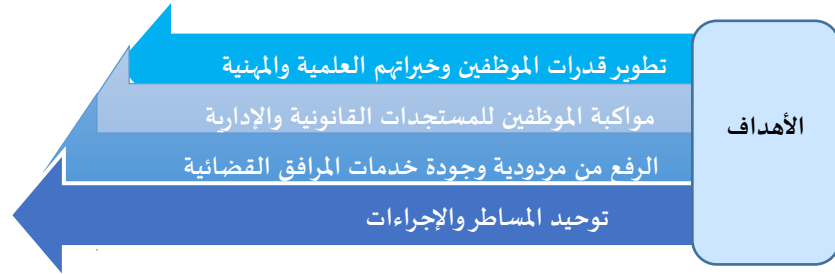 الأهداف
تطوير قدرات الموظفين وخبراتهم العلمية والمهنية
مواكبة الموظفين للمستجدات القانونية والإدارية
الرفع من مردودية وجودة خدمات المرافق القضائية
توحيد المساطر والإجراءات